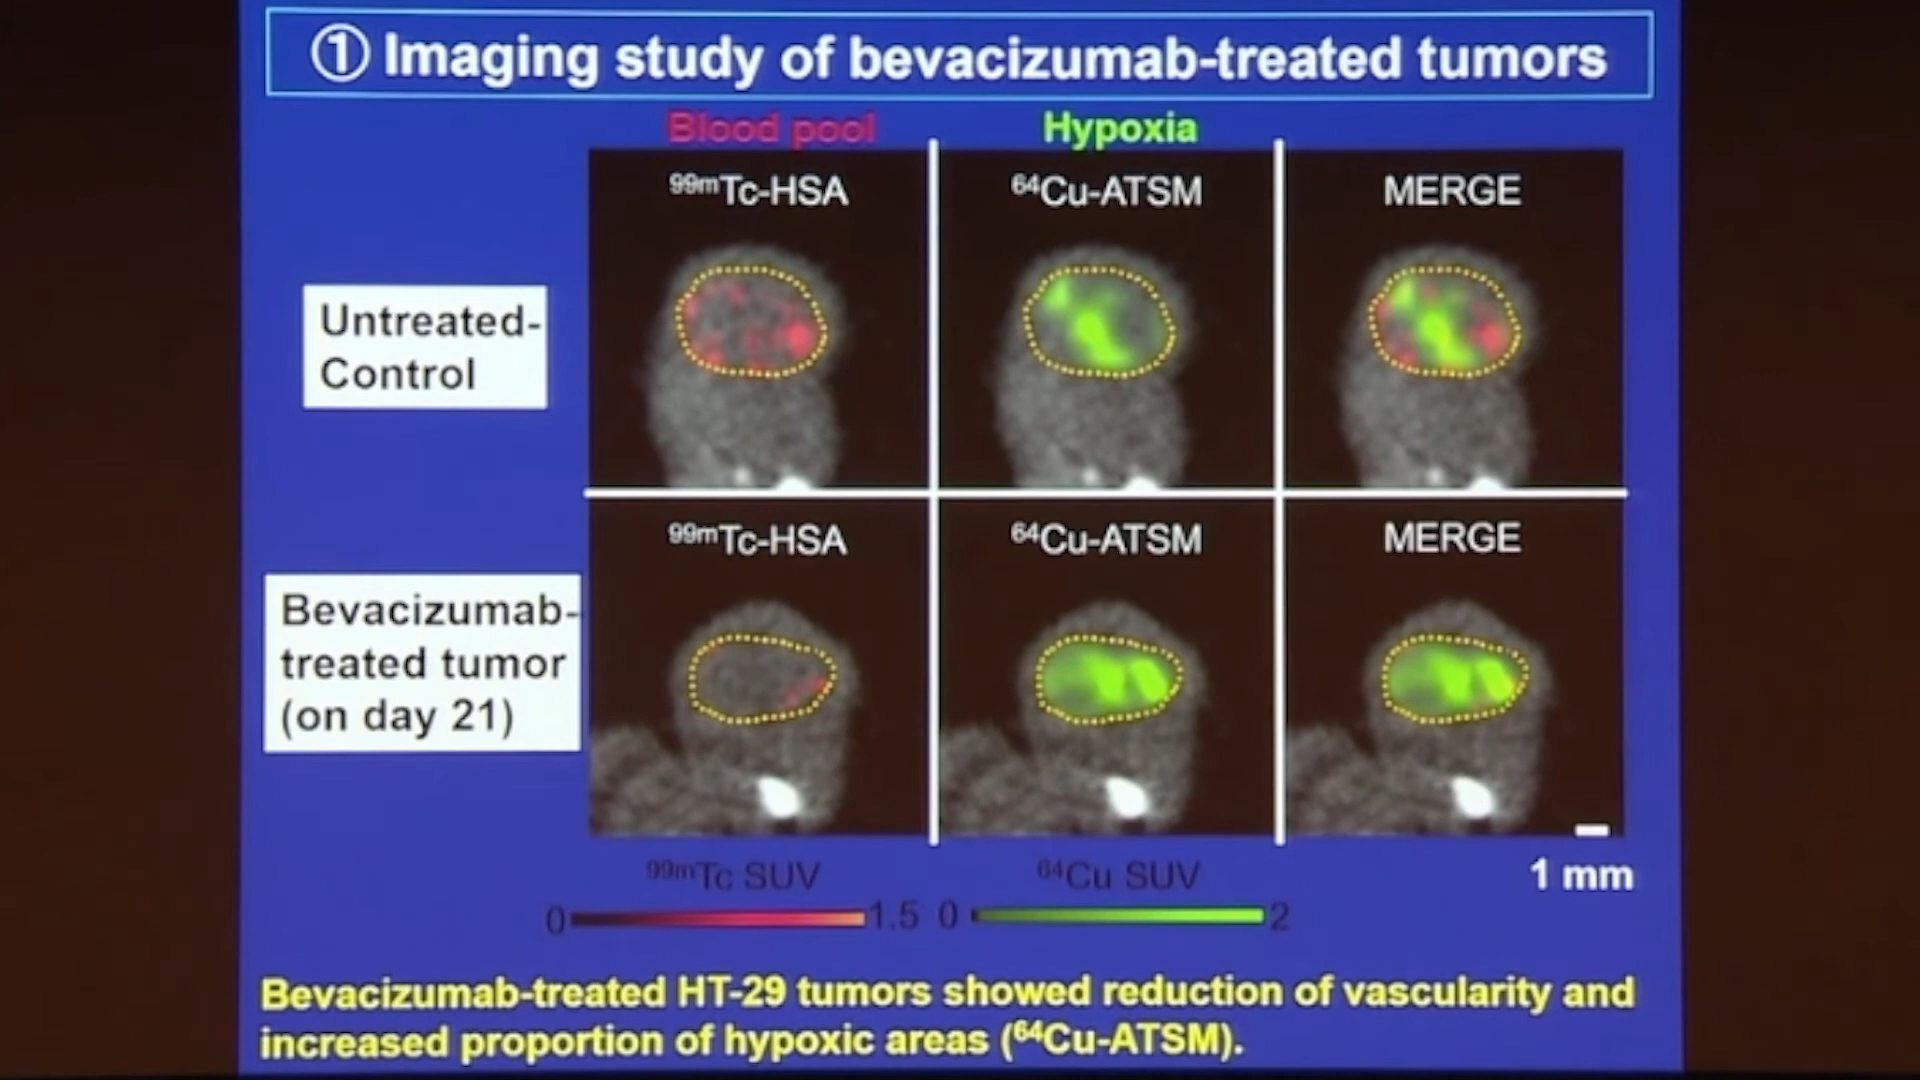 ① Imaging study of bevacizumab-treated tumors
Blood pool
Hypoxia
99mTc-HSA
64Cu-ATSM
MERGE
Untreated-
Control
99mTc-HSA
64Cu-ATSM
MERGE
Bevacizumab-
treated tumor
(on day 21)
99mTc SUV
64Cu SUV
1 mm
0
1.5
0
2
Bevacizumab-treated HT-29 tumors showed reduction of vascularity and
increased proportion of hypoxic areas (64Cu-ATSM).